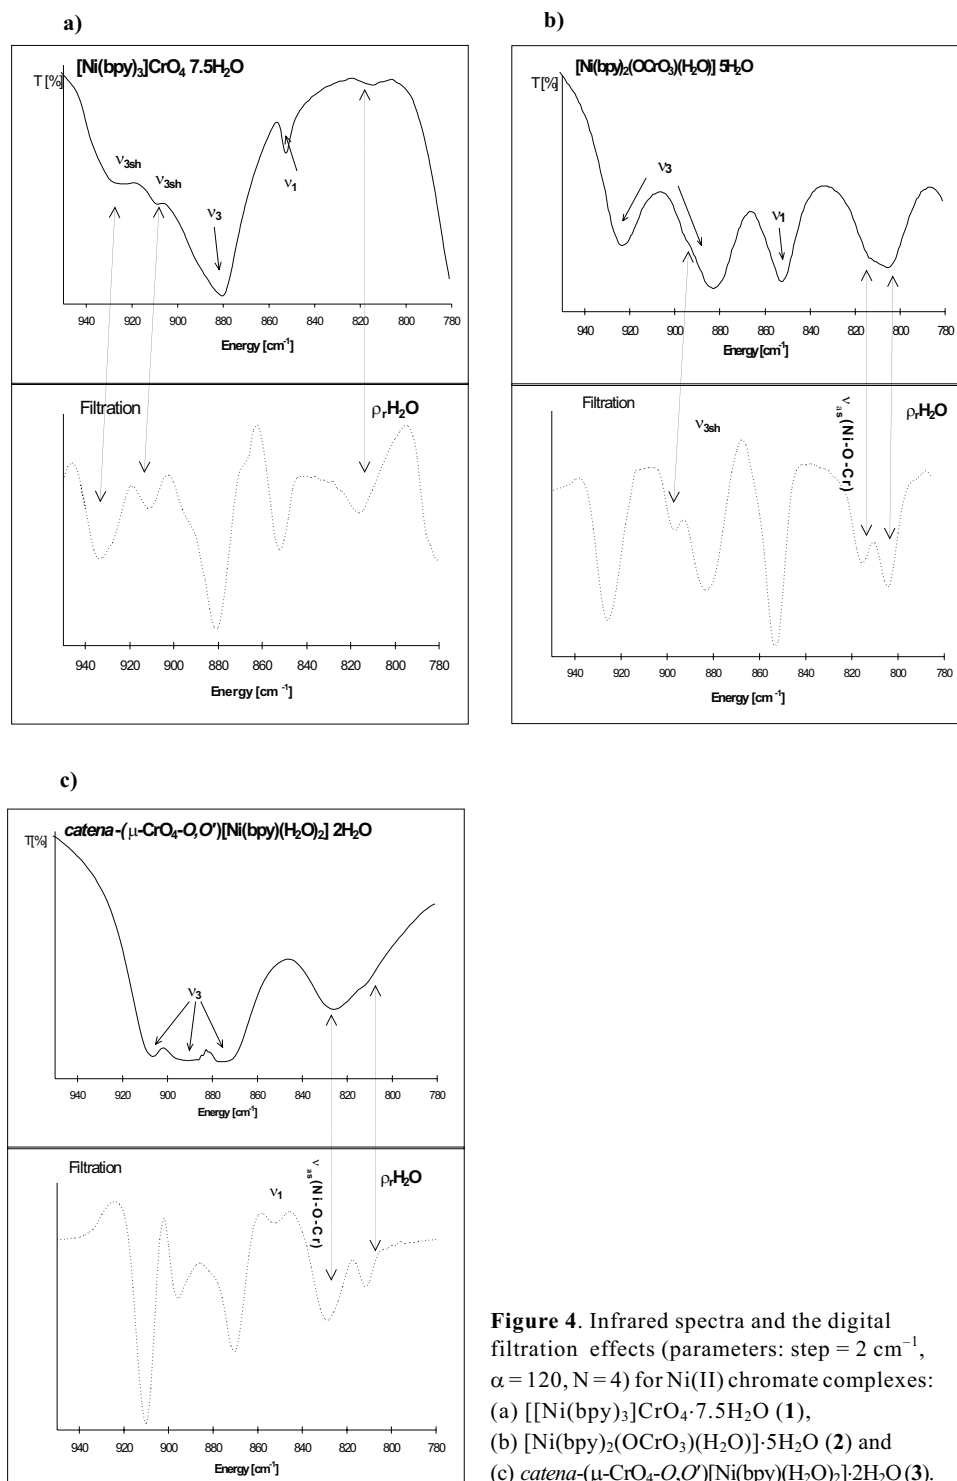 a)
[Ni(bpy)₃]CrO₄ 7.5H₂O
T [%]
ν₃sh
ν₃sh
ν₃
ν₁
940 920 900 880 860 840 820 800 780
Energy [cm⁻¹]
Filtration
ρᵣH₂O
940 920 900 880 860 840 820 800 780
Energy [cm⁻¹]
b)
[Ni(bpy)₂(OCrO₃)(H₂O)] 5H₂O
T [%]
ν₃
ν₁
940 920 900 880 860 840 820 800 780
Energy [cm⁻¹]
Filtration
ν₃sh
ν as (Ni-O-Cr)
ρᵣH₂O
940 920 900 880 860 840 820 800 780
Energy [cm⁻¹]
c)
catena-(μ-CrO₄-O,O′)[Ni(bpy)(H₂O)₂] 2H₂O
T[%]
ν₃
940 920 900 880 860 840 820 800 780
Energy [cm⁻¹]
Filtration
ν₁
ν as (Ni-O-Cr)
ρᵣH₂O
940 920 900 880 860 840 820 800 780
Energy [cm⁻¹]
Figure 4. Infrared spectra and the digital
filtration effects (parameters: step = 2 cm⁻¹,
α = 120, N = 4) for Ni(II) chromate complexes:
(a) [[Ni(bpy)₃]CrO₄·7.5H₂O (1),
(b) [Ni(bpy)₂(OCrO₃)(H₂O)]·5H₂O (2) and
(c) catena-(μ-CrO₄-O,O′)[Ni(bpy)(H₂O)₂]·2H₂O (3).